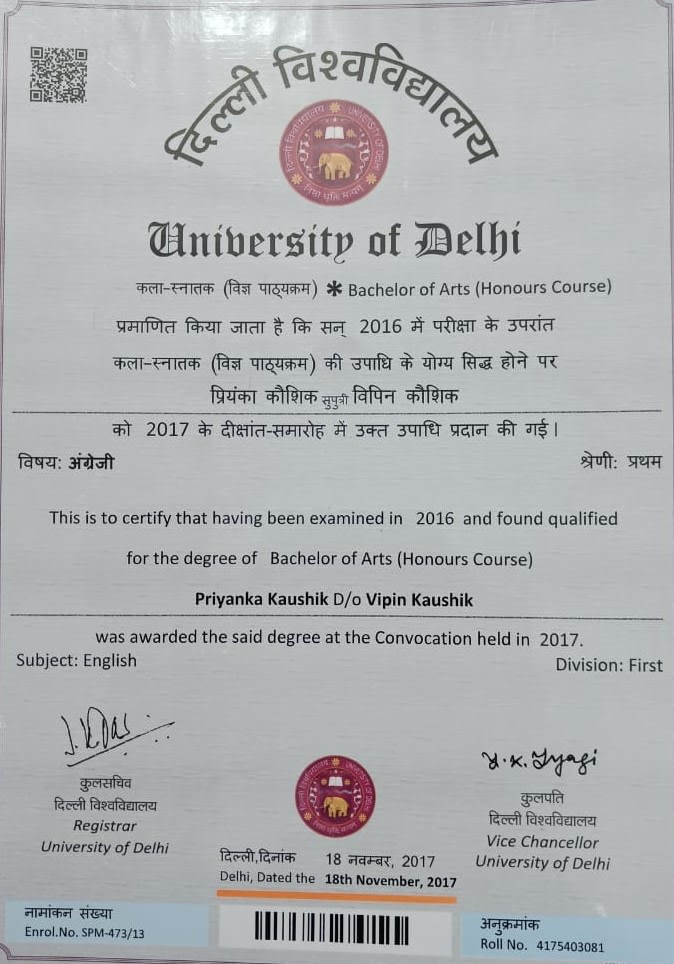 दिल्ली विश्वविद्यालय
University of Delhi
कला-स्नातक (विज्ञ पाठ्यक्रम) * Bachelor of Arts (Honours Course)
प्रमाणित किया जाता है कि सन् 2016 में परीक्षा के उपरांत
कला-स्नातक (विज्ञ पाठ्यक्रम) की उपाधि के योग्य सिद्ध होने पर
प्रियंका कौशिक सुपुत्री विपिन कौशिक
को 2017 के दीक्षांत-समारोह में उक्त उपाधि प्रदान की गई।
विषय: अंग्रेजी श्रेणी: प्रथम
This is to certify that having been examined in 2016 and found qualified
for the degree of Bachelor of Arts (Honours Course)
Priyanka Kaushik D/o Vipin Kaushik
was awarded the said degree at the Convocation held in 2017.
Subject: English
Division: First
Y.K. Tyagi
कुलसचिव
दिल्ली विश्वविद्यालय
Registrar
University of Delhi
कुलपति
दिल्ली विश्वविद्यालय
Vice Chancellor
University of Delhi
दिल्ली,दिनांक 18 नवम्बर, 2017
Delhi, Dated the 18th November, 2017
नामांकन संख्या
Enrol.No. SPM-473/13
अनुक्रमांक
Roll No. 4175403081